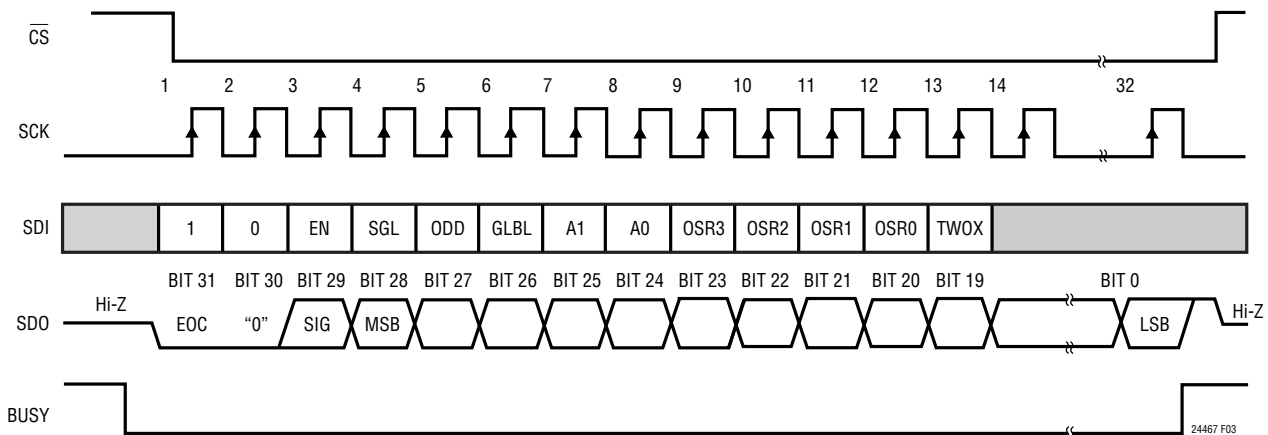 CS
1 2 3 4 5 6 7 8 9 10 11 12 13 14 32
SCK
SDI 1 0 EN SGL ODD GLBL A1 A0 OSR3 OSR2 OSR1 OSR0 TWOX
BIT 31 BIT 30 BIT 29 BIT 28 BIT 27 BIT 26 BIT 25 BIT 24 BIT 23 BIT 22 BIT 21 BIT 20 BIT 19 BIT 0
Hi-Z Hi-Z
SDO EOC “0” SIG MSB LSB
BUSY
24467 F03